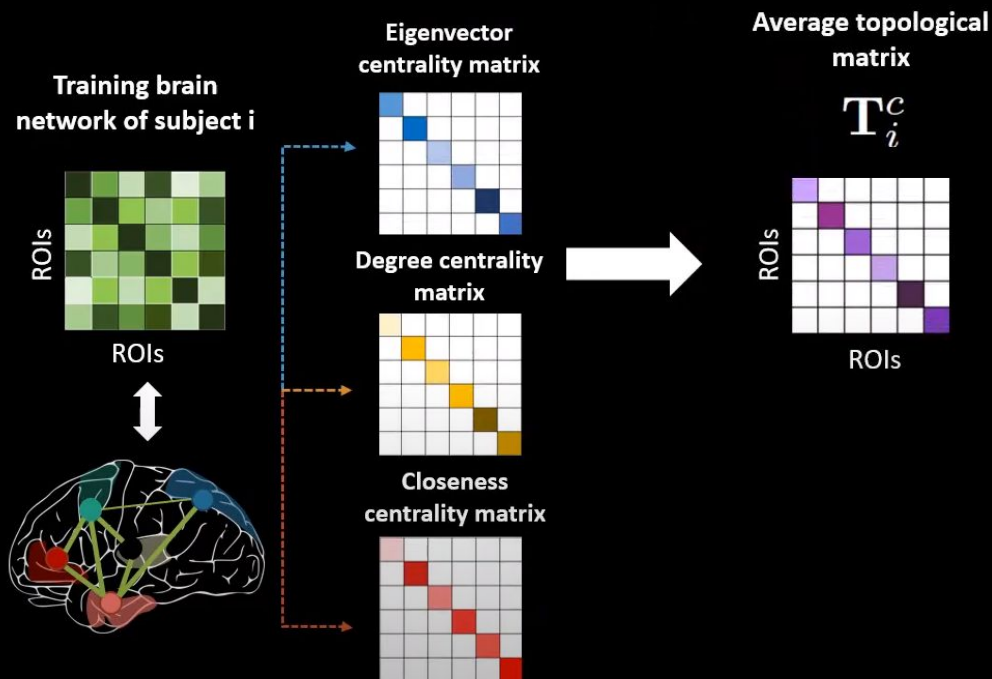 Training brain
network of subject i
ROIs
ROIs
Eigenvector
centrality matrix
Degree centrality
matrix
Closeness
centrality matrix
Average topological
matrix
T_i^c
ROIs
ROIs